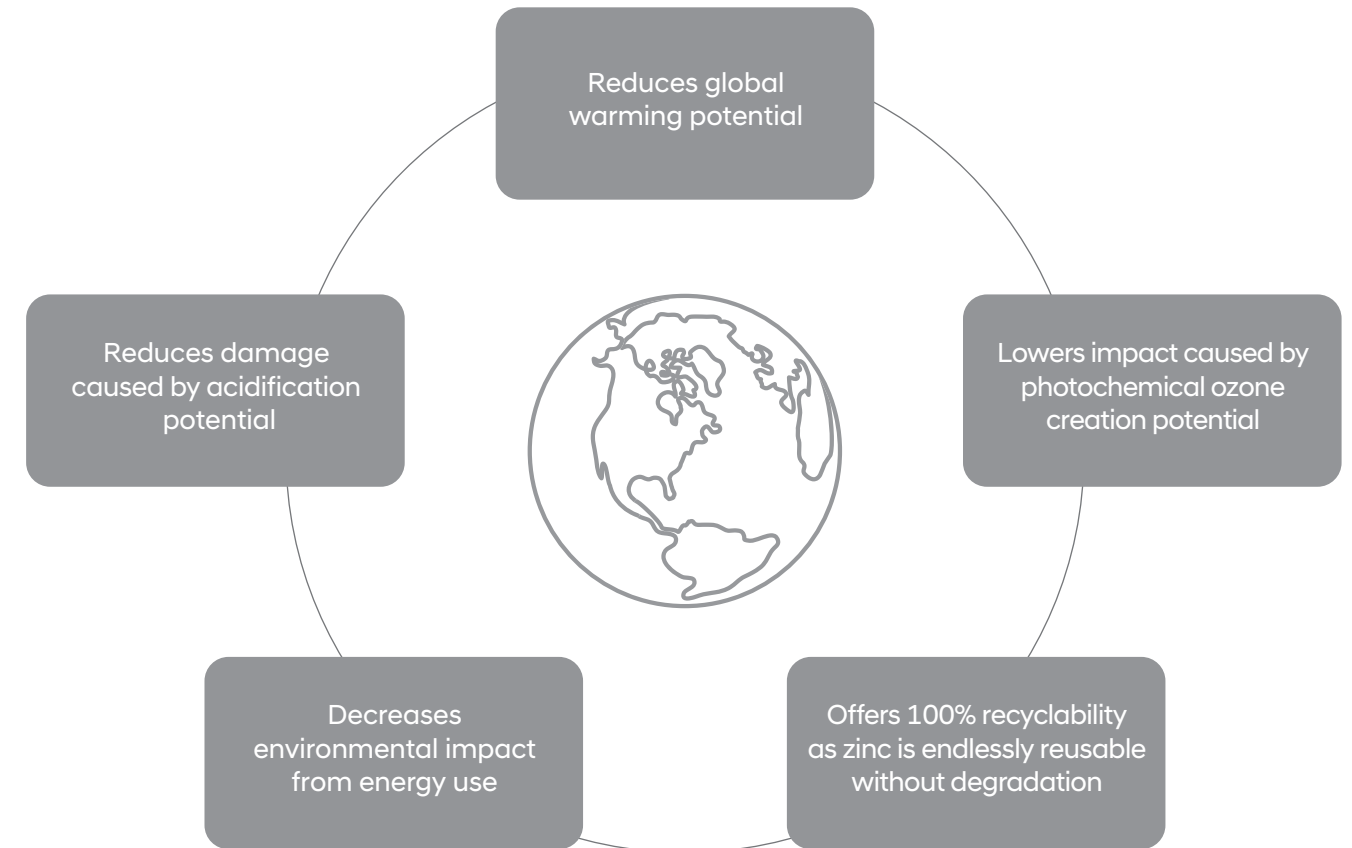 Reduces global
warming potential
Lowers impact caused by
photochemical ozone
creation potential
Offers 100% recyclability
as zinc is endlessly reusable
without degradation
Decreases
environmental impact
from energy use
Reduces damage
caused by acidification
potential